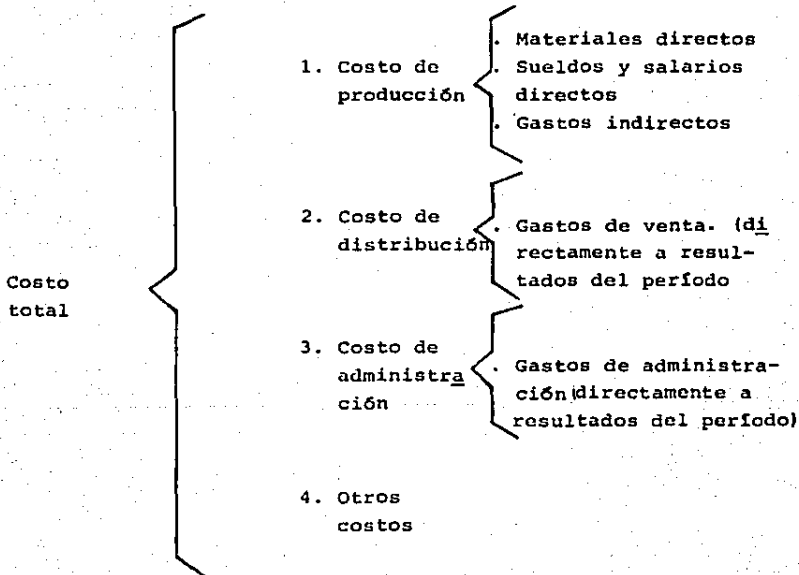 Costo
total
1. Costo de
producción
. Materiales directos
. Sueldos y salarios
directos
. Gastos indirectos
2. Costo de
distribución
. Gastos de venta. (di
rectamente a resul-
tados del período
3. Costo de
administra
ción
. Gastos de administra-
ción (directamente a
resultados del período)
4. Otros
costos